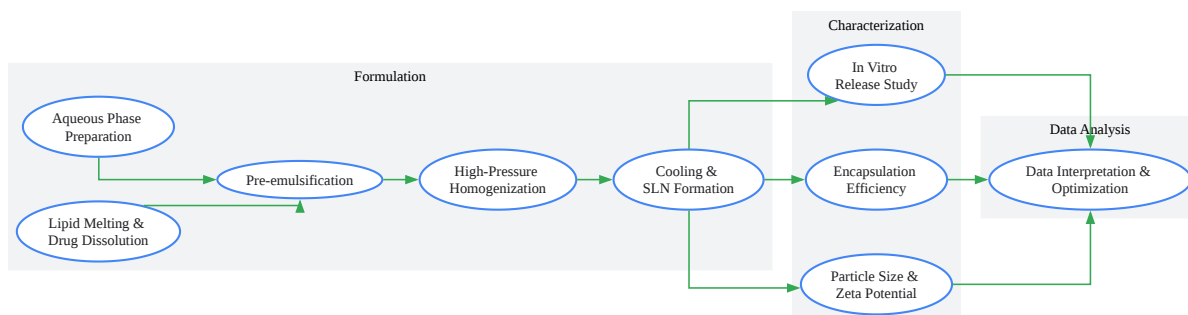 Formulation
Aqueous Phase
Preparation
Lipid Melting &
Drug Dissolution
Pre-emulsification
High-Pressure
Homogenization
Cooling &
SLN Formation
Characterization
In Vitro
Release Study
Encapsulation
Efficiency
Particle Size &
Zeta Potential
Data Analysis
Data Interpretation &
Optimization